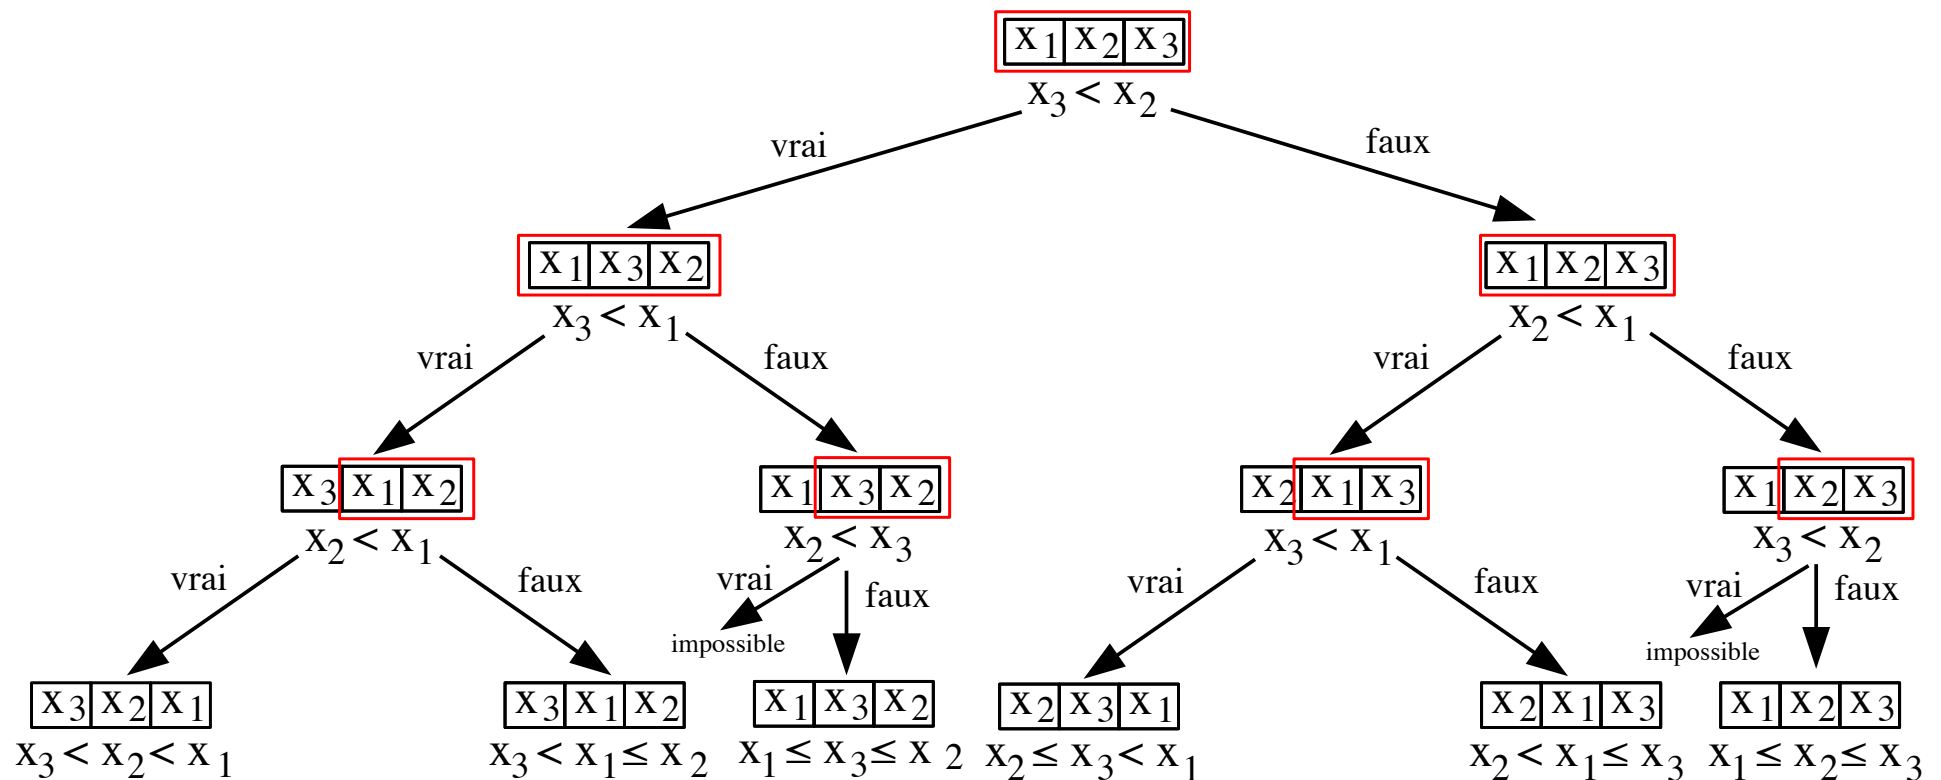 x1 x2 x3
x3 < x2
vrai faux
x1 x3 x2 x1 x2 x3
x3 < x1 x2 < x1
vrai faux vrai faux
x3 x1 x2 x1 x3 x2 x2 x1 x3 x1 x2 x3
x2 < x1 x2 < x3 x3 < x1 x3 < x2
vrai faux vrai faux vrai faux vrai faux
impossible impossible
x3 x2 x1 x3 x1 x2 x1 x3 x2 x2 x3 x1 x2 x1 x3 x1 x2 x3
x3 < x2 < x1 x3 < x1 ≤ x2 x1 ≤ x3 ≤ x2 x2 ≤ x3 < x1 x2 < x1 ≤ x3 x1 ≤ x2 ≤ x3